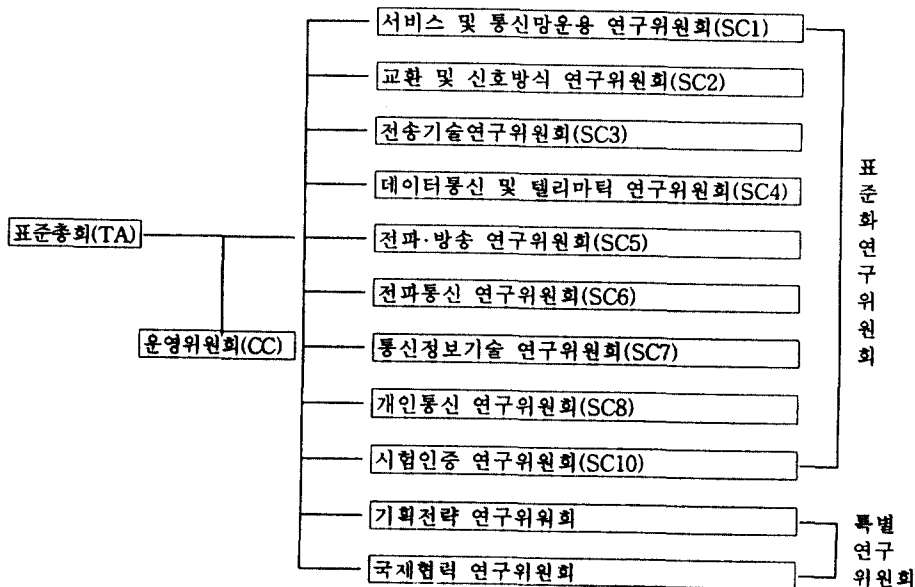 서비스 및 통신망운용 연구위원회(SC1)
교환 및 신호방식 연구위원회(SC2)
전송기술연구위원회(SC3)
데이터통신 및 텔리마틱 연구위원회(SC4)
표준총회(TA)
전파·방송 연구위원회(SC5)
전파통신 연구위원회(SC6)
운영위원회(CC)
통신정보기술 연구위원회(SC7)
개인통신 연구위원회(SC8)
시험인증 연구위원회(SC10)
기획전략 연구위워회
국제협력 연구위원회
표
준
화
연
구
위
원
회
특별
연구
위원회